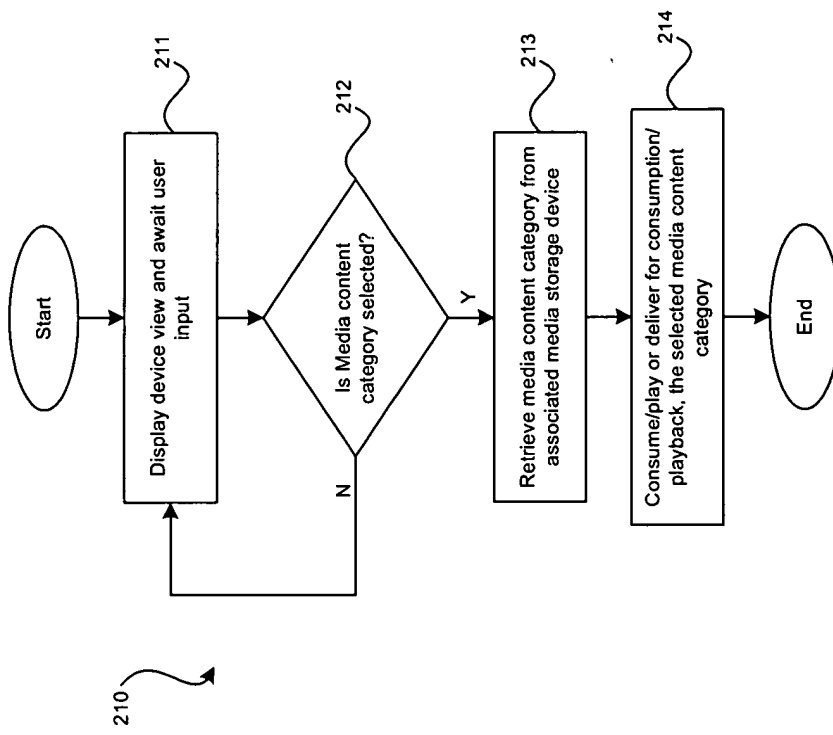 210
Start
211
Display device view and await user
input
212
Is Media content
category selected?
N
Y
213
Retrieve media content category from
associated media storage device
214
Consume/play or deliver for consumption/
playback, the selected media content
category
End